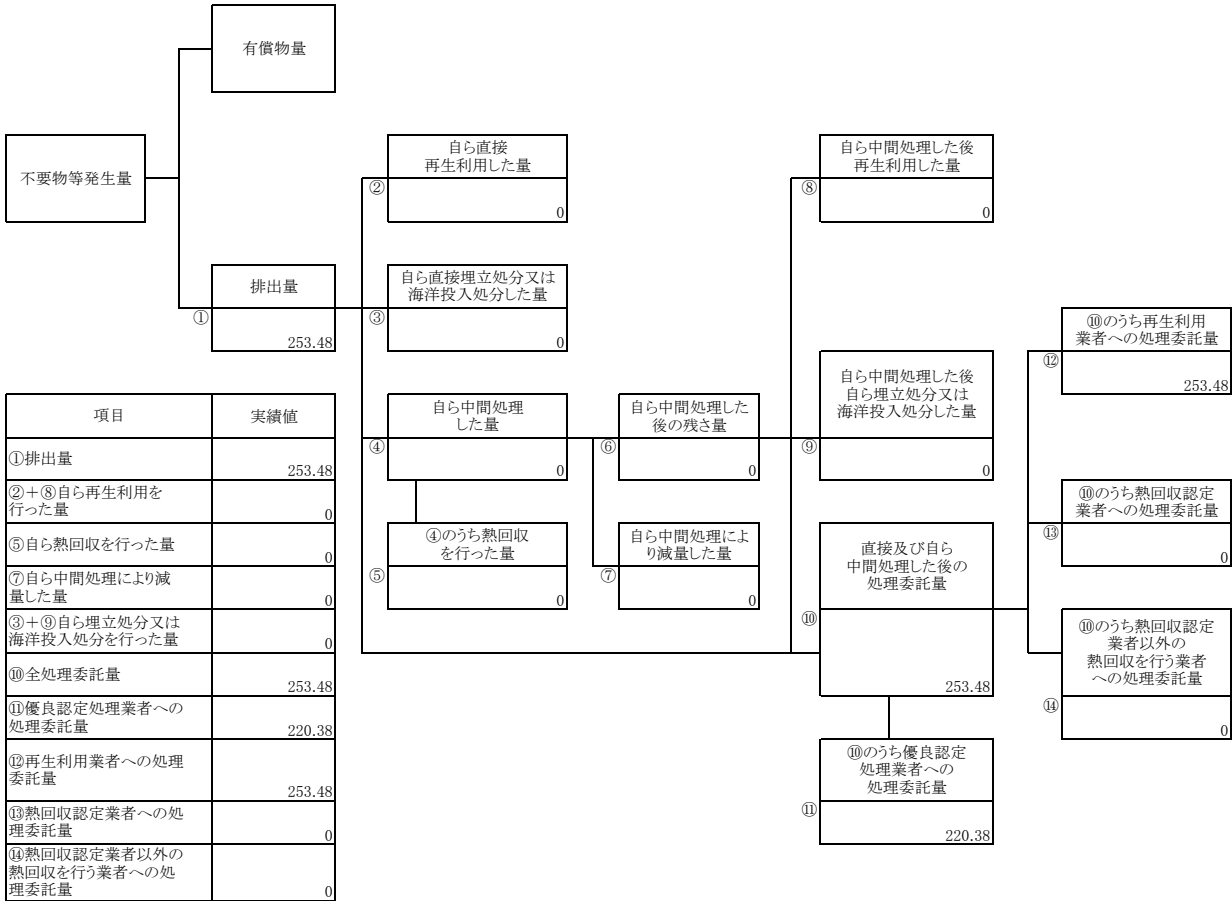 有償物量
不要物等発生量
自ら直接
再生利用した量
②
0
自ら中間処理した後
再生利用した量
⑧
0
排出量
①
253.48
自ら直接埋立処分又は
海洋投入処分した量
③
0
⑩のうち再生利用
業者への処理委託量
⑫
253.48
自ら中間処理した後
自ら埋立処分又は
海洋投入処分した量
⑨
0
自ら中間処理
した量
④
0
自ら中間処理した
後の残さ量
⑥
0
⑩のうち熱回収認定
業者への処理委託量
⑬
0
④のうち熱回収
を行った量
⑤
0
自ら中間処理によ
り減量した量
⑦
0
直接及び自ら
中間処理した後の
処理委託量
⑩
253.48
⑩のうち熱回収認定
業者以外の
熱回収を行う業者
への処理委託量
⑭
0
⑩のうち優良認定
処理業者への
処理委託量
⑪
220.38
項目 実績値
①排出量
253.48
②+⑧自ら再生利用を
行った量
0
⑤自ら熱回収を行った量
0
⑦自ら中間処理により減
量した量
0
③+⑨自ら埋立処分又は
海洋投入処分を行った量
0
⑩全処理委託量
253.48
⑪優良認定処理業者への
処理委託量
220.38
⑫再生利用業者への処理
委託量
253.48
⑬熱回収認定業者への処
理委託量
0
⑭熱回収認定業者以外の
熱回収を行う業者への処
理委託量
0